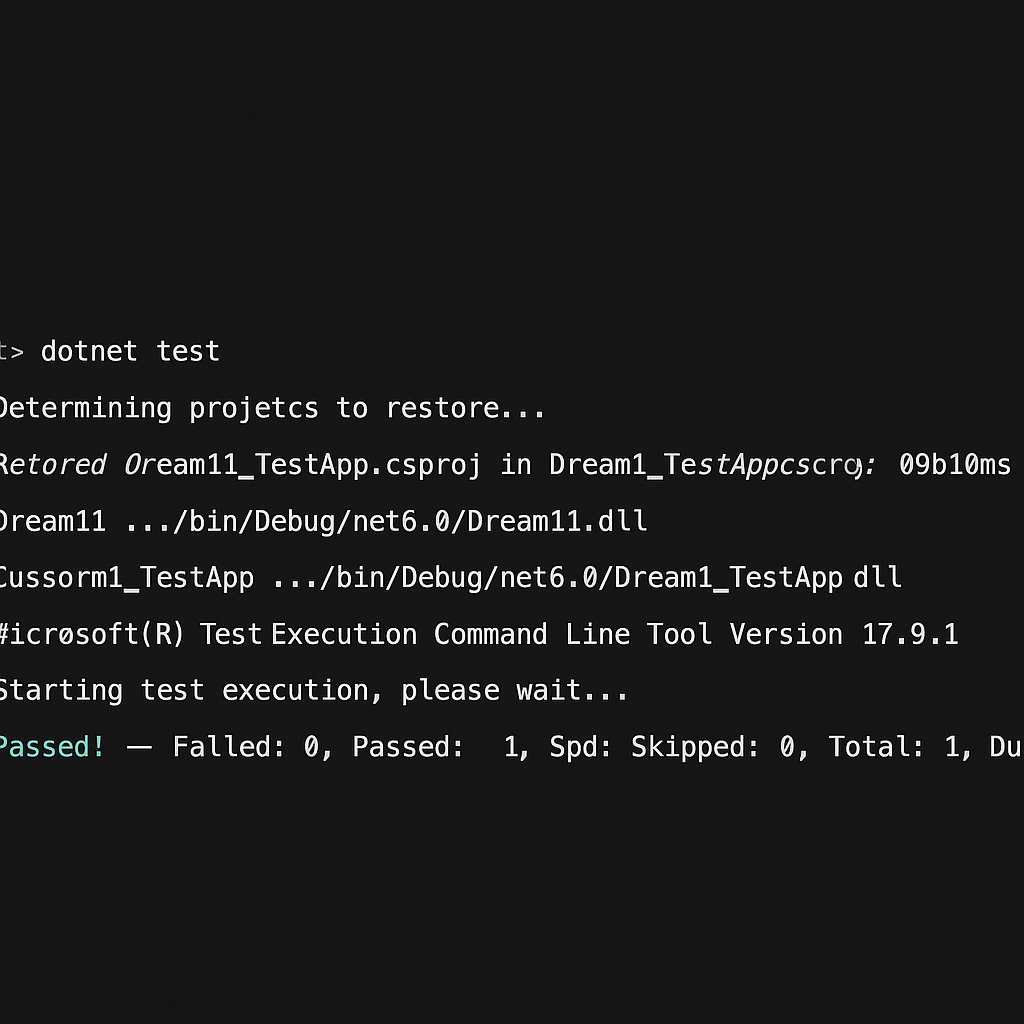 t> dotnet test
Determining projetcs to restore...
Retored Oream11_TestApp.csproj in Dream1_TestAppcscroj: 09b10ms
Dream11 .../bin/Debug/net6.0/Dream11.dll
Cussorm1_TestApp .../bin/Debug/net6.0/Dream1_TestApp dll
#icrøsoft(R) Test Execution Command Line Tool Version 17.9.1
Starting test execution, please wait...
Passed! — Falled: 0, Passed: 1, Spd: Skipped: 0, Total: 1, Du